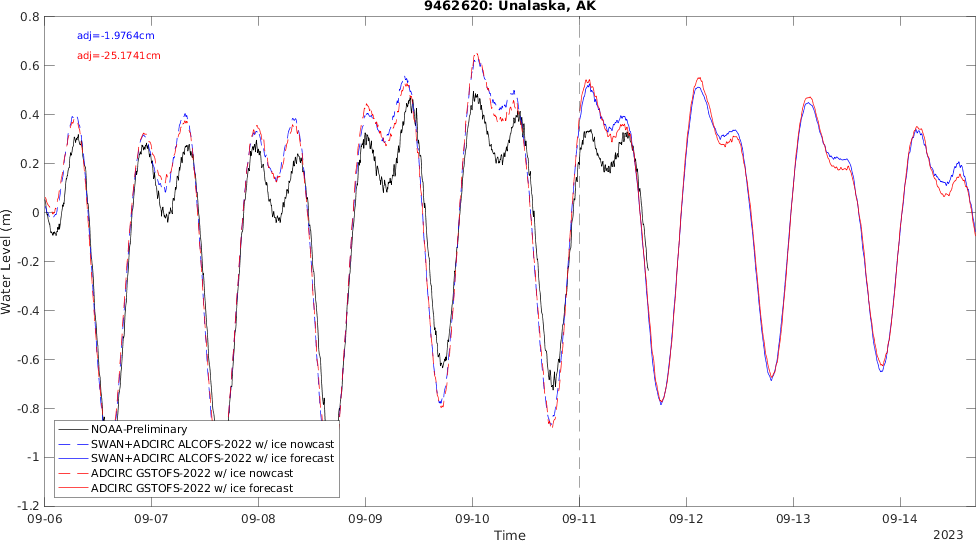 9462620: Unalaska, AK
adj=-1.9764cm
adj=-25.1741cm
0.8
0.6
0.4
0.2
0
-0.2
-0.4
-0.6
-0.8
-1
-1.2
Water Level (m)
NOAA-Preliminary
SWAN+ADCIRC ALCOFS-2022 w/ ice nowcast
SWAN+ADCIRC ALCOFS-2022 w/ ice forecast
ADCIRC GSTOFS-2022 w/ ice nowcast
ADCIRC GSTOFS-2022 w/ ice forecast
09-06 09-07 09-08 09-09 09-10 09-11 09-12 09-13 09-14
Time
2023